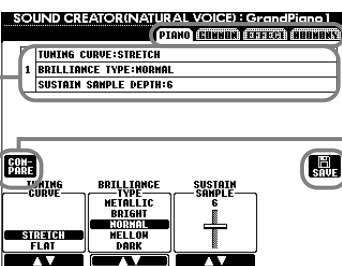 SOUND CREATOR(NATURAL VOICE) : GrandPiano1
PIANO COMMON EFFECT HARMONY
TUNING CURVE:STRETCH
1 BRILLIANCE TYPE:NORMAL
SUSTAIN SAMPLE DEPTH:6
COM-
PARE
SAVE
TUNING
CURVE
BRILLIANCE
TYPE
SUSTAIN
SAMPLE
METALLIC
BRIGHT
NORMAL
MELLOW
DARK
6
STRETCH
FLAT